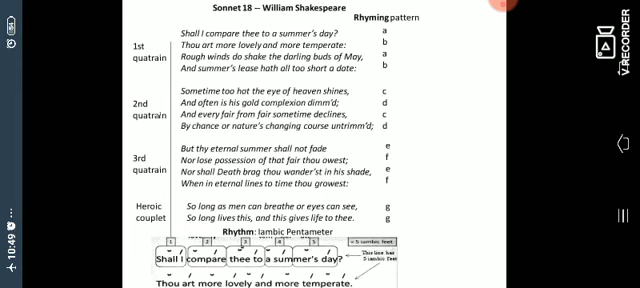 Sonnet 18 -- William Shakespeare
Rhyming pattern
1st quatrain
Shall I compare thee to a summer's day? a
Thou art more lovely and more temperate: b
Rough winds do shake the darling buds of May, a
And summer's lease hath all too short a date: b
2nd quatrain
Sometime too hot the eye of heaven shines, c
And often is his gold complexion dimm'd; d
And every fair from fair sometime declines, c
By chance or nature's changing course untrimm'd; d
3rd quatrain
But thy eternal summer shall not fade e
Nor lose possession of that fair thou owest; f
Nor shall Death brag thou wander'st in his shade, e
When in eternal lines to time thou growest: f
Heroic couplet
So long as men can breathe or eyes can see, g
So long lives this, and this gives life to thee. g
Rhythm: Iambic Pentameter
1 2 3 4 5 = 5 iambic feet
Shall I compare thee to a summer's day?
This line has
5 iambic feet
Thou art more lovely and more temperate.
10:49
V.RECORDER